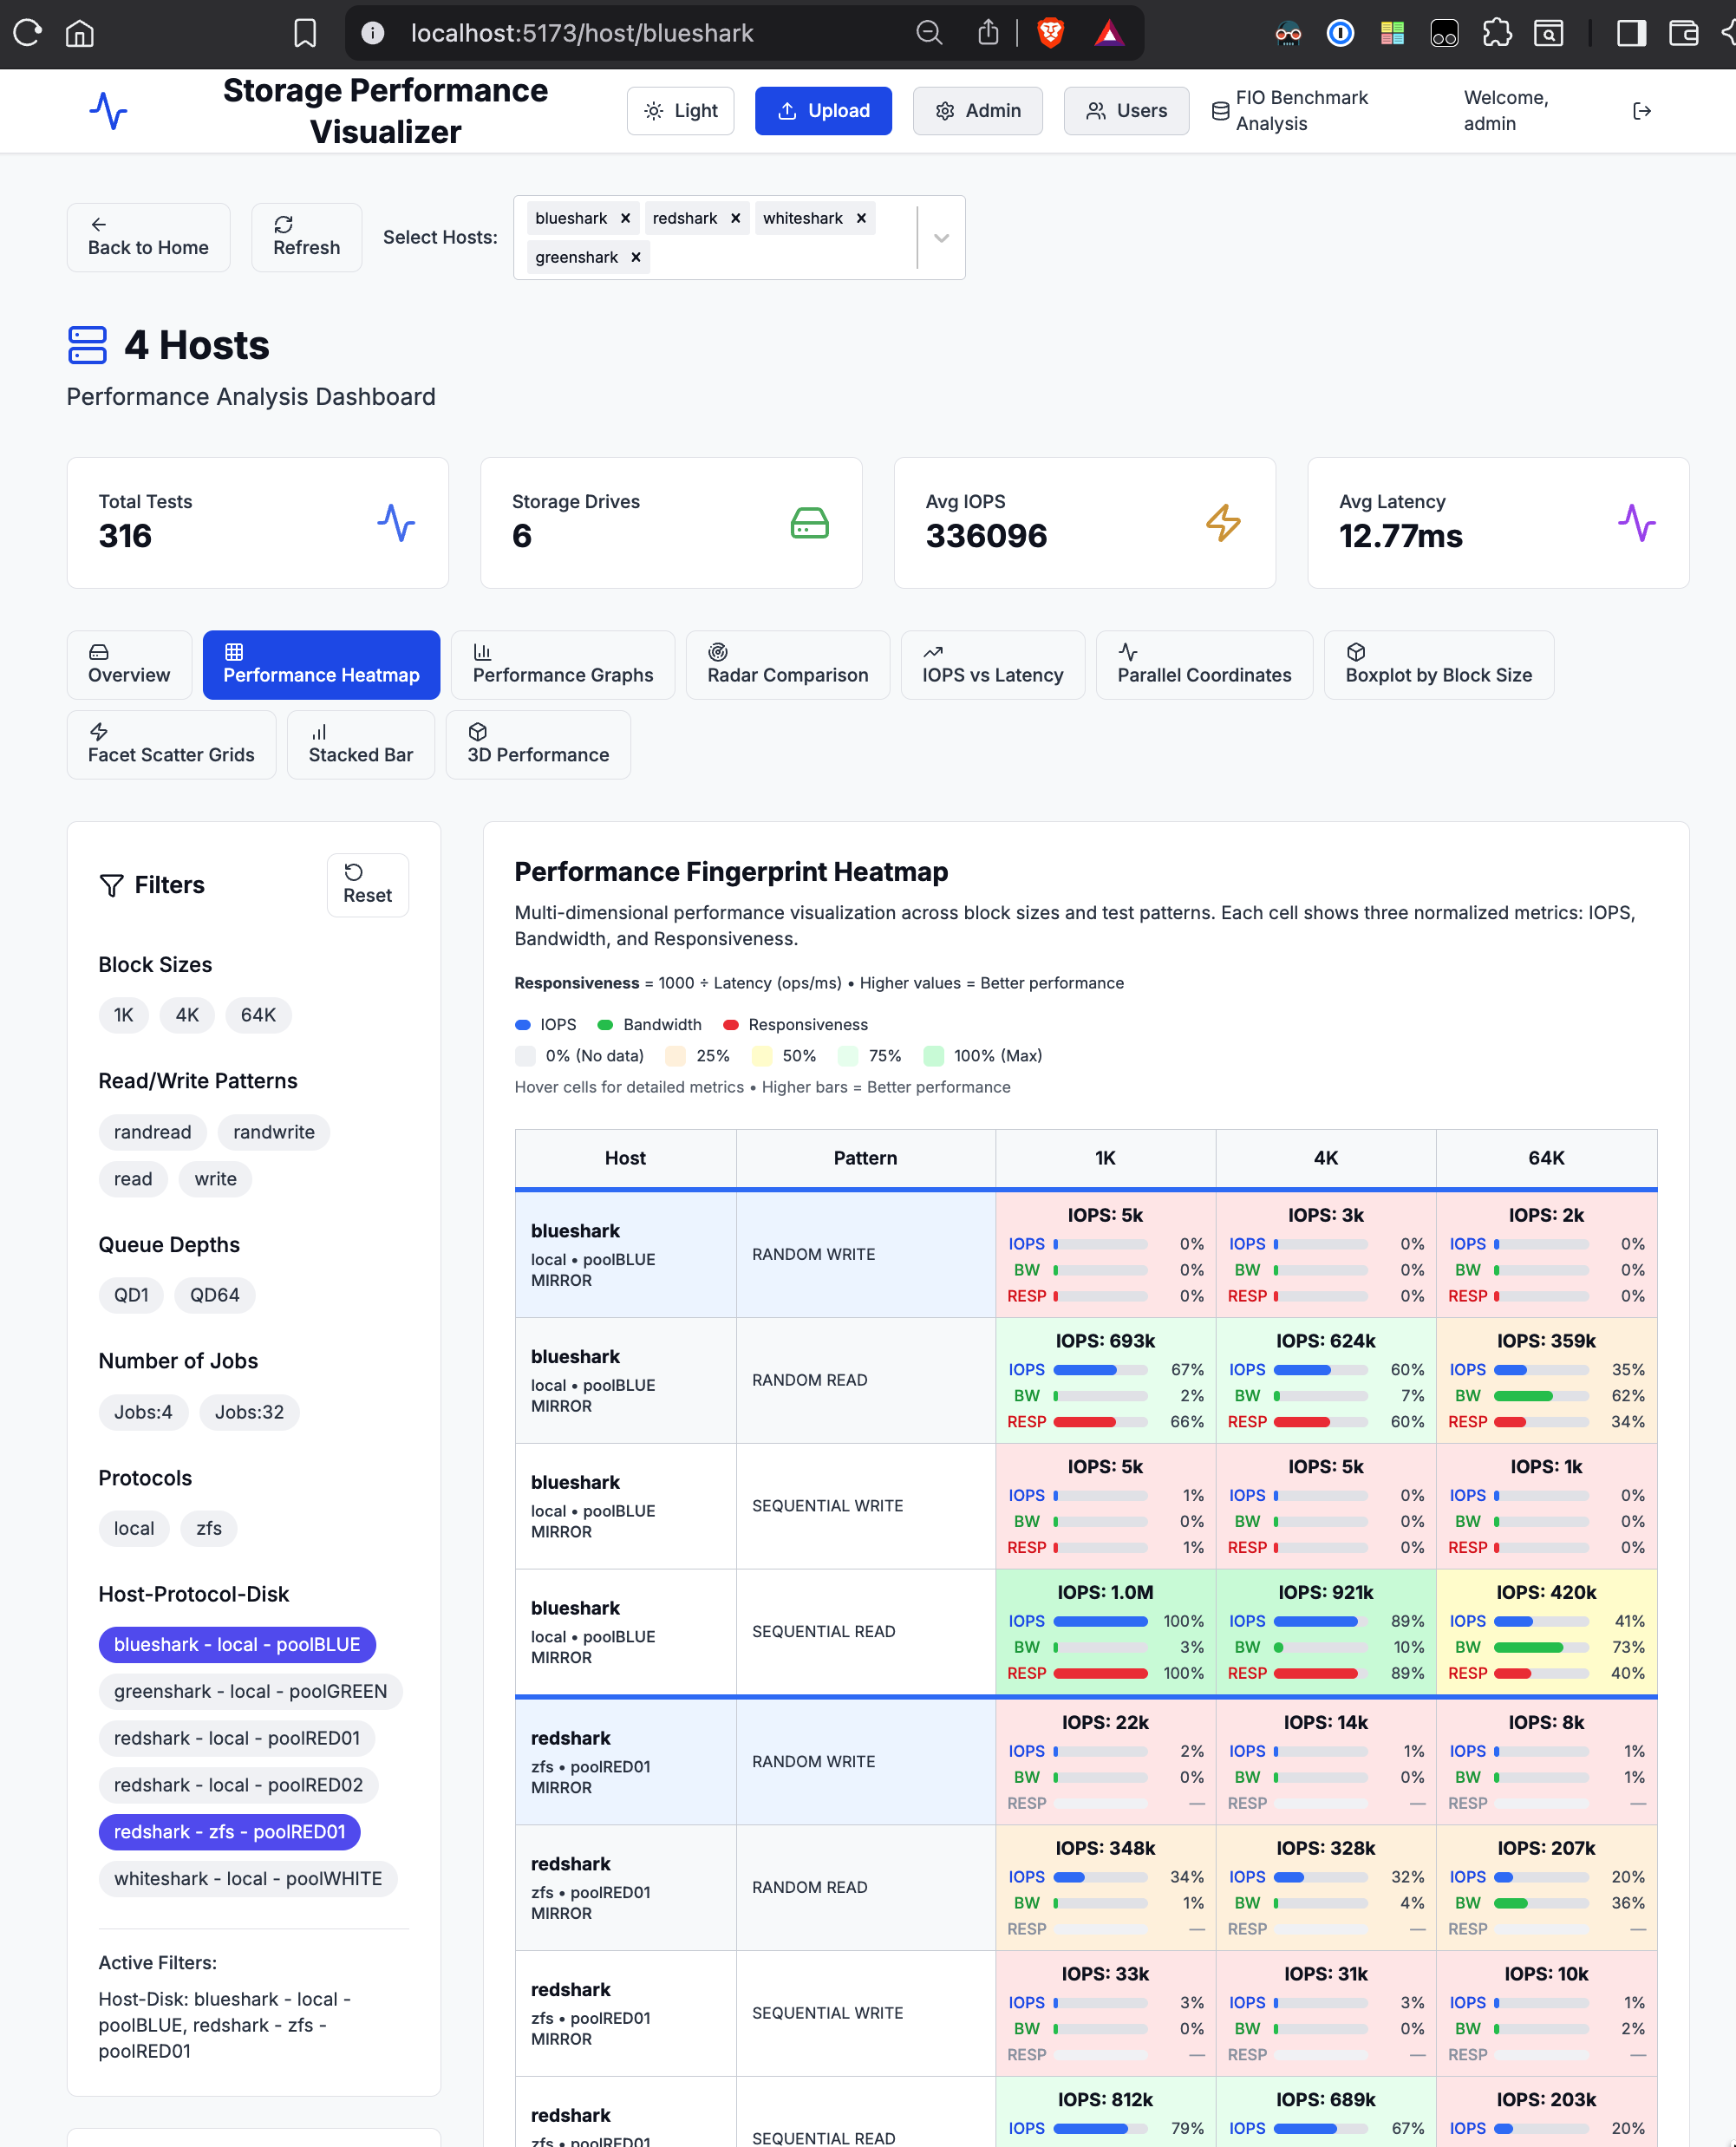 localhost:5173/host/blueshark
Storage Performance
Visualizer
Light
Upload
Admin
Users
FIO Benchmark
Analysis
Welcome,
admin
Back to Home
Refresh
Select Hosts:
blueshark × redshark × whiteshark ×
greenshark ×
4 Hosts
Performance Analysis Dashboard
Total Tests
316
Storage Drives
6
Avg IOPS
336096
Avg Latency
12.77ms
Overview
Performance Heatmap
Performance Graphs
Radar Comparison
IOPS vs Latency
Parallel Coordinates
Boxplot by Block Size
Facet Scatter Grids
Stacked Bar
3D Performance
Filters
Reset
Block Sizes
1K 4K 64K
Read/Write Patterns
randread randwrite
read write
Queue Depths
QD1 QD64
Number of Jobs
Jobs:4 Jobs:32
Protocols
local zfs
Host-Protocol-Disk
blueshark - local - poolBLUE
greenshark - local - poolGREEN
redshark - local - poolRED01
redshark - local - poolRED02
redshark - zfs - poolRED01
whiteshark - local - poolWHITE
Active Filters:
Host-Disk: blueshark - local -
poolBLUE, redshark - zfs -
poolRED01
Performance Fingerprint Heatmap
Multi-dimensional performance visualization across block sizes and test patterns. Each cell shows three normalized metrics: IOPS,
Bandwidth, and Responsiveness.
Responsiveness = 1000 ÷ Latency (ops/ms) • Higher values = Better performance
IOPS Bandwidth Responsiveness
0% (No data) 25% 50% 75% 100% (Max)
Hover cells for detailed metrics • Higher bars = Better performance
Host Pattern 1K 4K 64K
blueshark
local • poolBLUE
MIRROR
RANDOM WRITE
IOPS: 5k IOPS: 3k IOPS: 2k
IOPS 0% IOPS 0% IOPS 0%
BW 0% BW 0% BW 0%
RESP 0% RESP 0% RESP 0%
blueshark
local • poolBLUE
MIRROR
RANDOM READ
IOPS: 693k IOPS: 624k IOPS: 359k
IOPS 67% IOPS 60% IOPS 35%
BW 2% BW 7% BW 62%
RESP 66% RESP 60% RESP 34%
blueshark
local • poolBLUE
MIRROR
SEQUENTIAL WRITE
IOPS: 5k IOPS: 5k IOPS: 1k
IOPS 1% IOPS 0% IOPS 0%
BW 0% BW 0% BW 0%
RESP 1% RESP 0% RESP 0%
blueshark
local • poolBLUE
MIRROR
SEQUENTIAL READ
IOPS: 1.0M IOPS: 921k IOPS: 420k
IOPS 100% IOPS 89% IOPS 41%
BW 3% BW 10% BW 73%
RESP 100% RESP 89% RESP 40%
redshark
zfs • poolRED01
MIRROR
RANDOM WRITE
IOPS: 22k IOPS: 14k IOPS: 8k
IOPS 2% IOPS 1% IOPS 1%
BW 0% BW 0% BW 1%
RESP — RESP — RESP —
redshark
zfs • poolRED01
MIRROR
RANDOM READ
IOPS: 348k IOPS: 328k IOPS: 207k
IOPS 34% IOPS 32% IOPS 20%
BW 1% BW 4% BW 36%
RESP — RESP — RESP —
redshark
zfs • poolRED01
MIRROR
SEQUENTIAL WRITE
IOPS: 33k IOPS: 31k IOPS: 10k
IOPS 3% IOPS 3% IOPS 1%
BW 0% BW 0% BW 2%
RESP — RESP — RESP —
redshark
zfs • poolRED01
SEQUENTIAL READ
IOPS: 812k IOPS: 689k IOPS: 203k
IOPS 79% IOPS 67% IOPS 20%